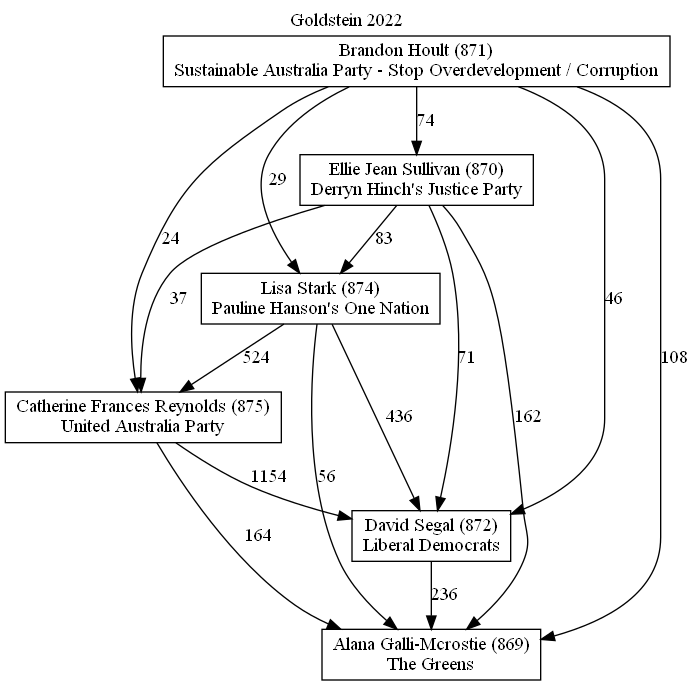 Goldstein 2022
Brandon Hoult (871)
Sustainable Australia Party - Stop Overdevelopment / Corruption
74
Ellie Jean Sullivan (870)
Derryn Hinch's Justice Party
29
24
83
37
Lisa Stark (874)
Pauline Hanson's One Nation
46
71
108
524
Catherine Frances Reynolds (875)
United Australia Party
436
162
56
1154
164
David Segal (872)
Liberal Democrats
236
Alana Galli-Mcrostie (869)
The Greens